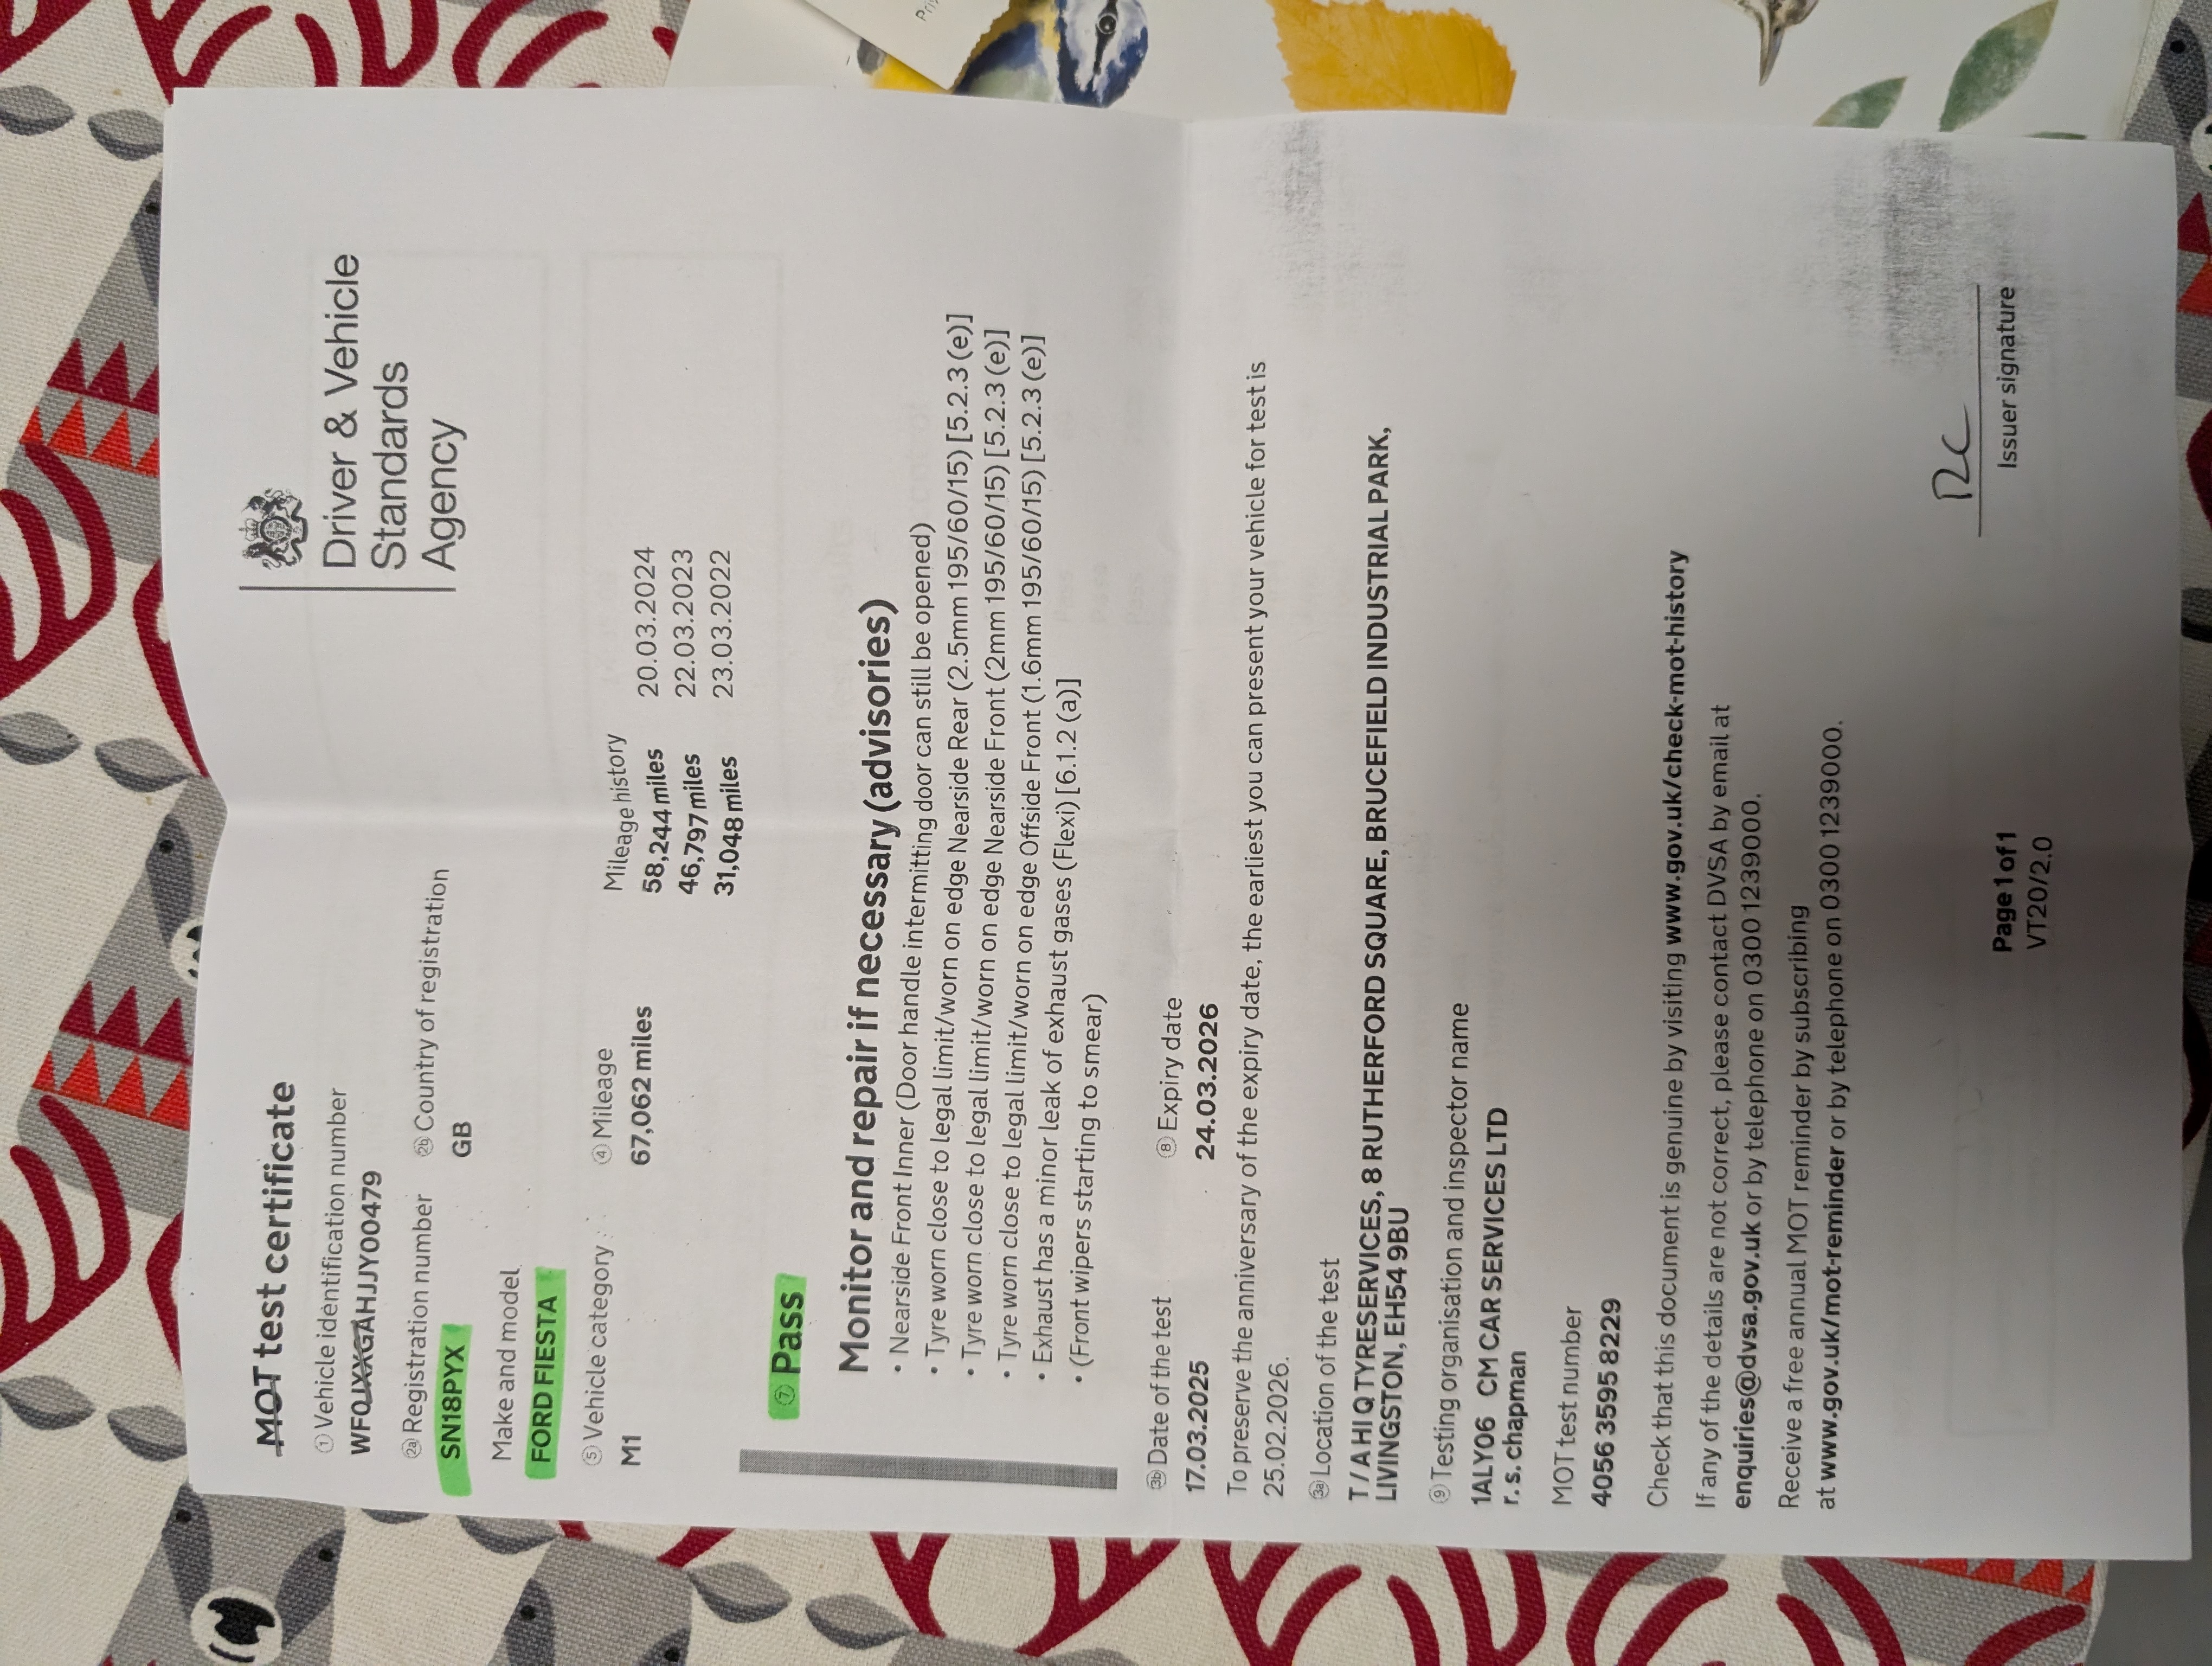 MOT test certificate
Driver & Vehicle
Standards
Agency
① Vehicle identification number
WF0JXXGAHJJY00479
2a Registration number
2b Country of registration
SN18PYX
GB
Make and model
FORD FIESTA
⑤ Vehicle category
④ Mileage
Mileage history
M1
67,062 miles
58,244 miles 20.03.2024
46,797 miles 22.03.2023
31,048 miles 23.03.2022
⑦ Pass
Monitor and repair if necessary (advisories)
• Nearside Front Inner (Door handle intermitting door can still be opened)
• Tyre worn close to legal limit/worn on edge Nearside Rear (2.5mm 195/60/15) [5.2.3 (e)]
• Tyre worn close to legal limit/worn on edge Nearside Front (2mm 195/60/15) [5.2.3 (e)]
• Tyre worn close to legal limit/worn on edge Offside Front (1.6mm 195/60/15) [5.2.3 (e)]
• Exhaust has a minor leak of exhaust gases (Flexi) [6.1.2 (a)]
• (Front wipers starting to smear)
3b Date of the test
⑧ Expiry date
17.03.2025
24.03.2026
To preserve the anniversary of the expiry date, the earliest you can present your vehicle for test is
25.02.2026.
3a Location of the test
T / A HI Q TYRESERVICES, 8 RUTHERFORD SQUARE, BRUCEFIELD INDUSTRIAL PARK,
LIVINGSTON, EH54 9BU
⑨ Testing organisation and inspector name
1ALY06 CM CAR SERVICES LTD
r. s. chapman
MOT test number
4056 3595 8229
Check that this document is genuine by visiting www.gov.uk/check-mot-history
If any of the details are not correct, please contact DVSA by email at
enquiries@dvsa.gov.uk or by telephone on 0300 1239000.
Receive a free annual MOT reminder by subscribing
at www.gov.uk/mot-reminder or by telephone on 0300 1239000.
RC
Issuer signature
Page 1 of 1
VT20/2.0